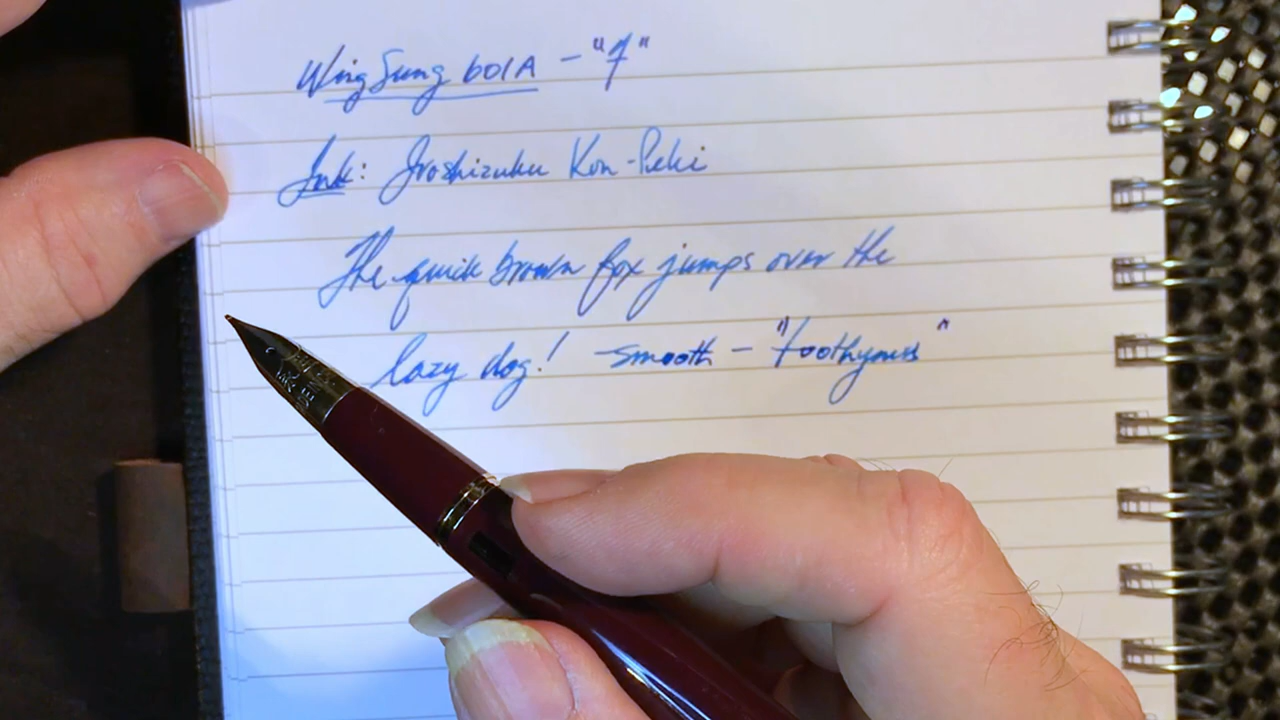 Wing Sung 601A - "f"
Ink: Iroshizuku Kon-Peki
The quick brown fox jumps over the
lazy dog! - smooth - "toothyness"